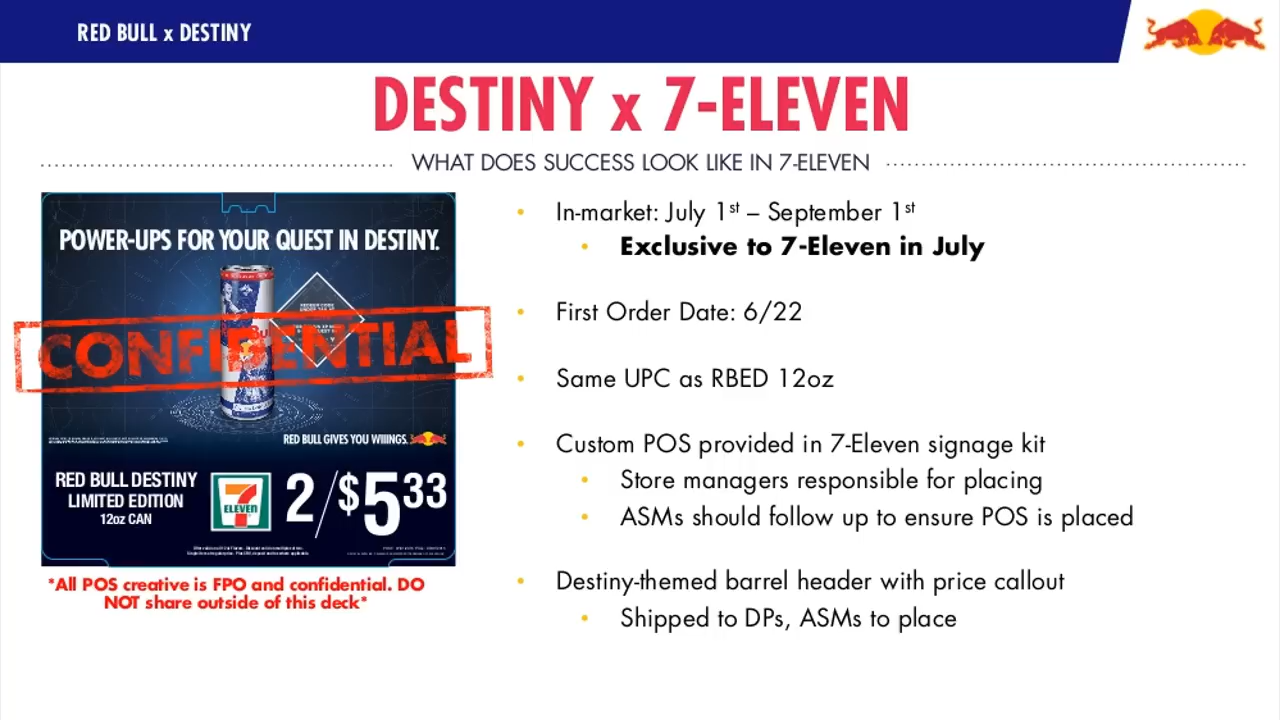 RED BULL x DESTINY
DESTINY x 7-ELEVEN
WHAT DOES SUCCESS LOOK LIKE IN 7-ELEVEN
POWER-UPS FOR YOUR QUEST IN DESTINY.
CONFIDENTIAL
RED BULL GIVES YOU WIIINGS.
RED BULL DESTINY
LIMITED EDITION
12oz CAN
7
ELEVEN
2/$5 33
*All POS creative is FPO and confidential. DO
NOT share outside of this deck*
• In-market: July 1st – September 1st
• Exclusive to 7-Eleven in July
• First Order Date: 6/22
• Same UPC as RBED 12oz
• Custom POS provided in 7-Eleven signage kit
• Store managers responsible for placing
• ASMs should follow up to ensure POS is placed
• Destiny-themed barrel header with price callout
• Shipped to DPs, ASMs to place